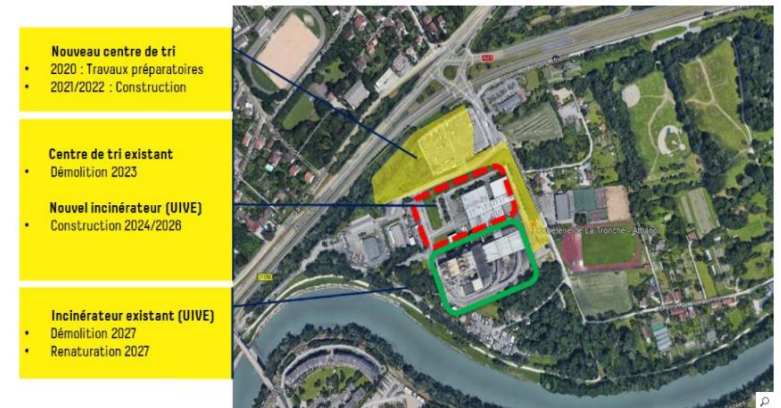 Nouveau centre de tri
• 2020 : Travaux préparatoires
• 2021/2022 : Construction
Centre de tri existant
• Démolition 2023
Nouvel incinérateur (UIVE)
• Construction 2024/2026
Incinérateur existant (UIVE)
• Démolition 2027
• Renaturation 2027
de La Tronche - Athanor